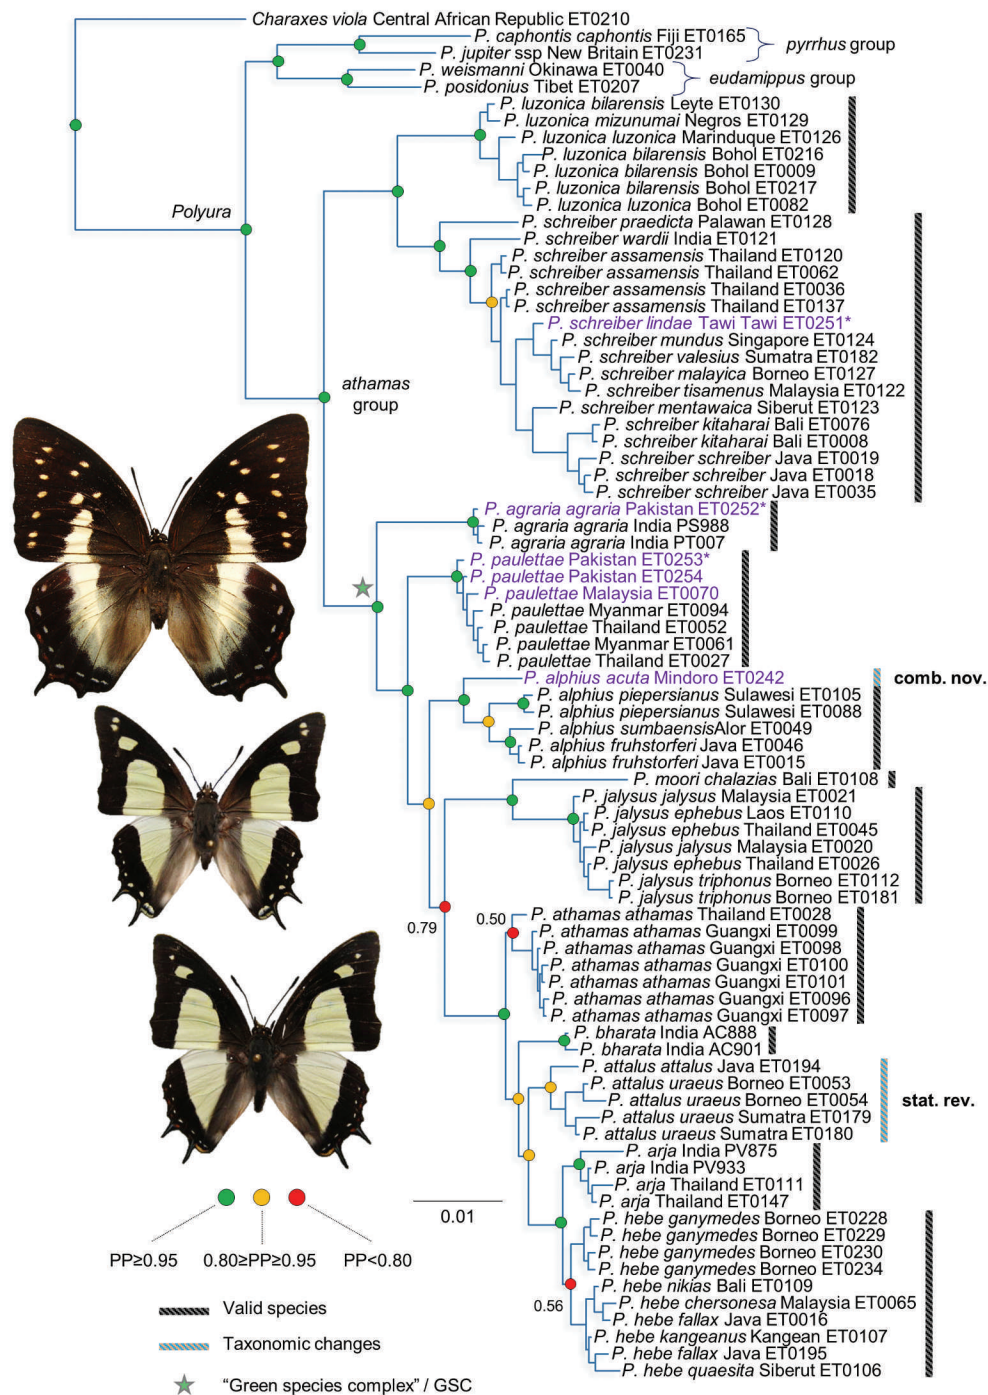 Charaxes viola Central African Republic ET0210
P. caphontis caphontis Fiji ET0165
P. jupiter ssp New Britain ET0231
pyrrhus group
P. weismanni Okinawa ET0040
P. posidonius Tibet ET0207
eudamippus group
P. luzonica bilarensis Leyte ET0130
P. luzonica mizunumai Negros ET0129
P. luzonica luzonica Marinduque ET0126
P. luzonica bilarensis Bohol ET0216
P. luzonica bilarensis Bohol ET0009
P. luzonica bilarensis Bohol ET0217
P. luzonica luzonica Bohol ET0082
Polyura
P. schreiber praedicta Palawan ET0128
P. schreiber wardii India ET0121
P. schreiber assamensis Thailand ET0120
P. schreiber assamensis Thailand ET0062
P. schreiber assamensis Thailand ET0036
P. schreiber assamensis Thailand ET0137
P. schreiber lindae Tawi Tawi ET0251*
P. schreiber mundus Singapore ET0124
P. schreiber valesius Sumatra ET0182
P. schreiber malayica Borneo ET0127
P. schreiber tisamenus Malaysia ET0122
P. schreiber mentawaica Siberut ET0123
P. schreiber kitaharai Bali ET0076
P. schreiber kitaharai Bali ET0008
P. schreiber schreiber Java ET0019
P. schreiber schreiber Java ET0018
P. schreiber schreiber Java ET0035
athamas
group
P. agraria agraria Pakistan ET0252*
P. agraria agraria India PS988
P. agraria agraria India PT007
P. paulettae Pakistan ET0253*
P. paulettae Pakistan ET0254
P. paulettae Malaysia ET0070
P. paulettae Myanmar ET0094
P. paulettae Thailand ET0052
P. paulettae Myanmar ET0061
P. paulettae Thailand ET0027
P. alphius acuta Mindoro ET0242
comb. nov.
P. alphius piepersianus Sulawesi ET0105
P. alphius piepersianus Sulawesi ET0088
P. alphius sumbaensisAlor ET0049
P. alphius fruhstorferi Java ET0046
P. alphius fruhstorferi Java ET0015
P. moori chalazias Bali ET0108
P. jalysus jalysus Malaysia ET0021
P. jalysus ephebus Laos ET0110
P. jalysus ephebus Thailand ET0045
P. jalysus jalysus Malaysia ET0020
P. jalysus ephebus Thailand ET0026
P. jalysus triphonus Borneo ET0112
P. jalysus triphonus Borneo ET0181
0.79
0.50
P. athamas athamas Thailand ET0028
P. athamas athamas Guangxi ET0099
P. athamas athamas Guangxi ET0098
P. athamas athamas Guangxi ET0100
P. athamas athamas Guangxi ET0101
P. athamas athamas Guangxi ET0096
P. athamas athamas Guangxi ET0097
P. bharata India AC888
P. bharata India AC901
P. attalus attalus Java ET0194
P. attalus uraeus Borneo ET0053
P. attalus uraeus Borneo ET0054
P. attalus uraeus Sumatra ET0179
P. attalus uraeus Sumatra ET0180
stat. rev.
P. arja India PV875
P. arja India PV933
P. arja Thailand ET0111
P. arja Thailand ET0147
P. hebe ganymedes Borneo ET0228
P. hebe ganymedes Borneo ET0229
P. hebe ganymedes Borneo ET0230
P. hebe ganymedes Borneo ET0234
P. hebe nikias Bali ET0109
P. hebe chersonesa Malaysia ET0065
P. hebe fallax Java ET0016
P. hebe kangeanus Kangean ET0107
P. hebe fallax Java ET0195
P. hebe quaesita Siberut ET0106
0.56
0.01
PP≥0.95
0.80≥PP≥0.95
PP<0.80
Valid species
Taxonomic changes
“Green species complex” / GSC